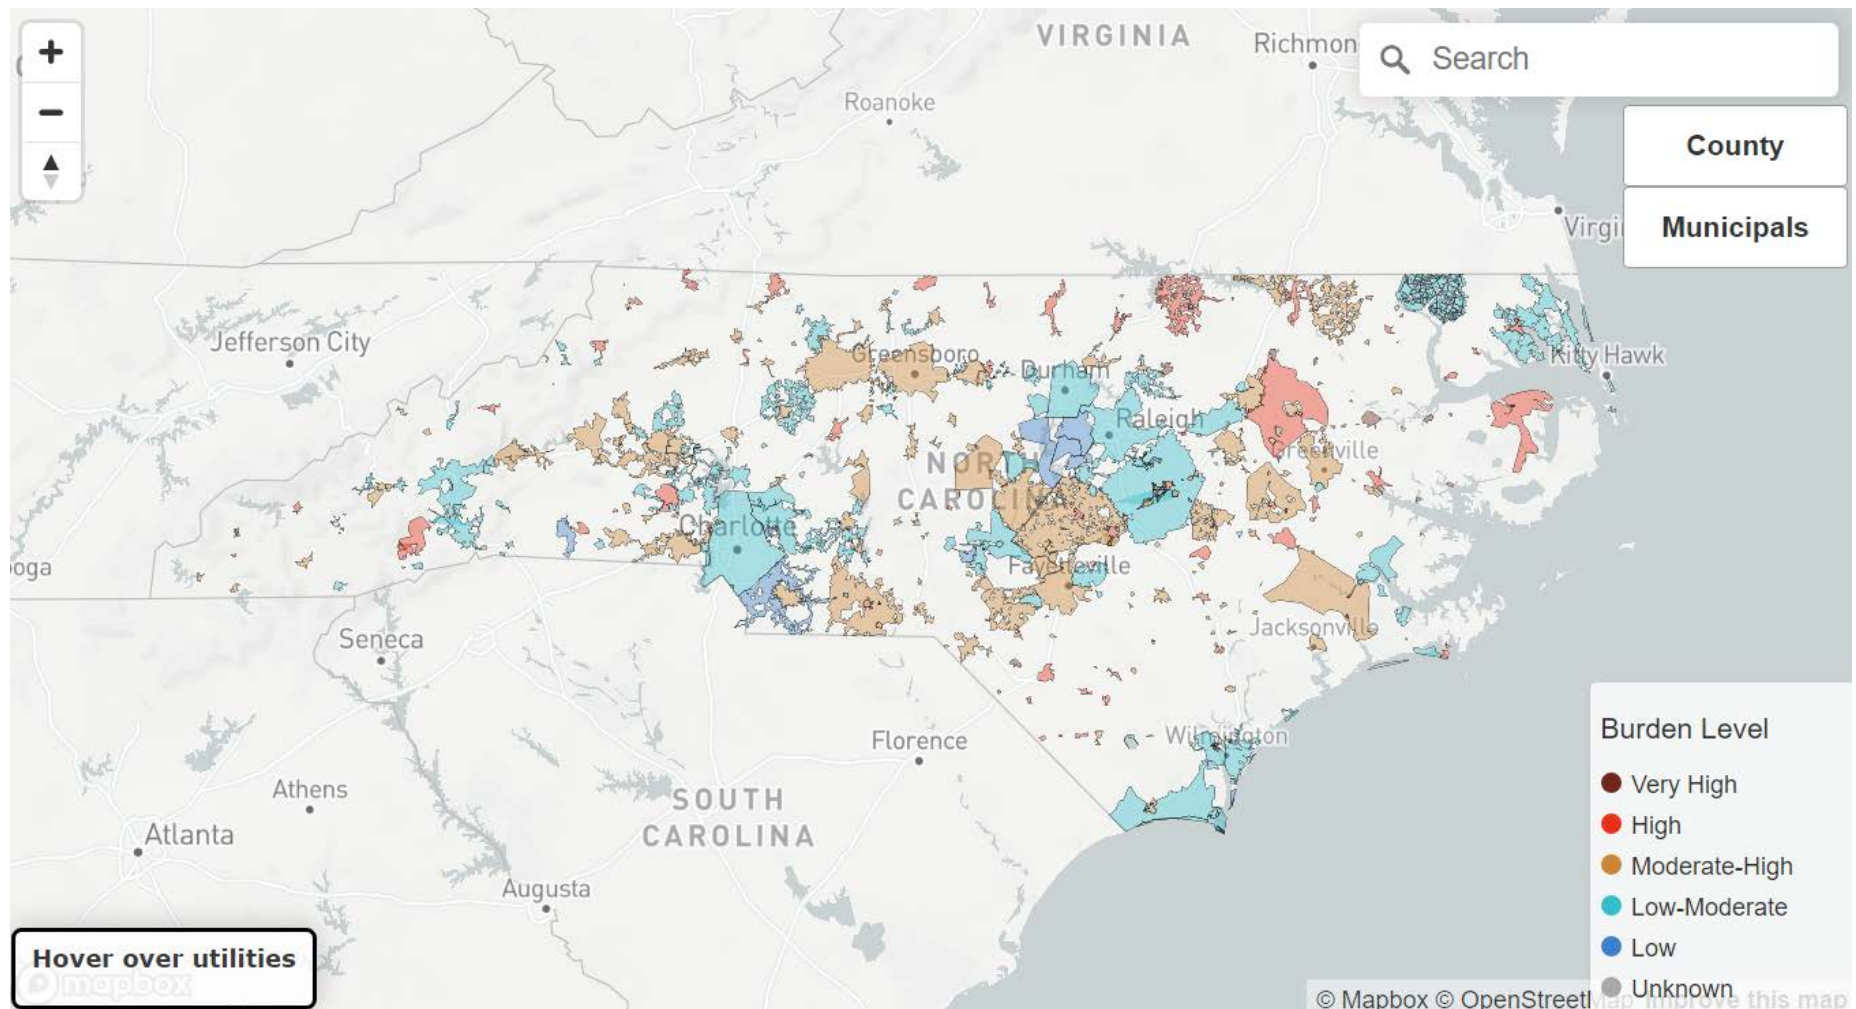 VIRGINIA
Richmon
Search
Roanoke
County
Municipals
Virgi
Jefferson City
Greensboro
Durham
Kitty Hawk
Raleigh
Greenville
NORTH
CAROLINA
Charlotte
oga
Fayetteville
Jacksonville
Seneca
Wilmington
Florence
Athens
SOUTH
CAROLINA
Atlanta
Augusta
Burden Level
Very High
High
Moderate-High
Low-Moderate
Low
Unknown
Hover over utilities
mapbox
© Mapbox © OpenStreetMap Improve this map